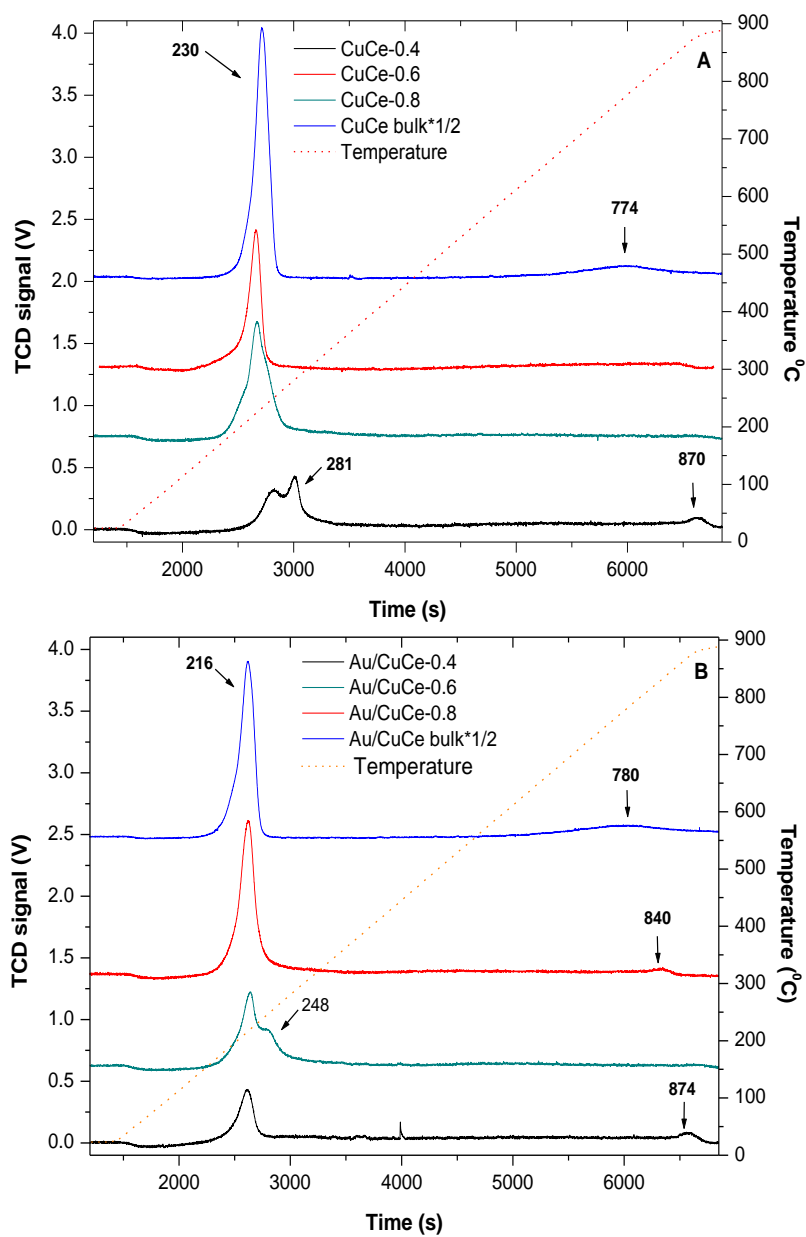 A
230
CuCe-0.4
CuCe-0.6
CuCe-0.8
CuCe bulk*1/2
Temperature
774
281
870
4.0
3.5
3.0
2.5
2.0
1.5
1.0
0.5
0.0
TCD signal (V)
900
800
700
600
500
400
300
200
100
0
Temperature ⁰C
2000 3000 4000 5000 6000
Time (s)
B
216
Au/CuCe-0.4
Au/CuCe-0.6
Au/CuCe-0.8
Au/CuCe bulk*1/2
Temperature
780
840
248
874
4.0
3.5
3.0
2.5
2.0
1.5
1.0
0.5
0.0
TCD signal (V)
900
800
700
600
500
400
300
200
100
0
Temperature (⁰C)
2000 3000 4000 5000 6000
Time (s)